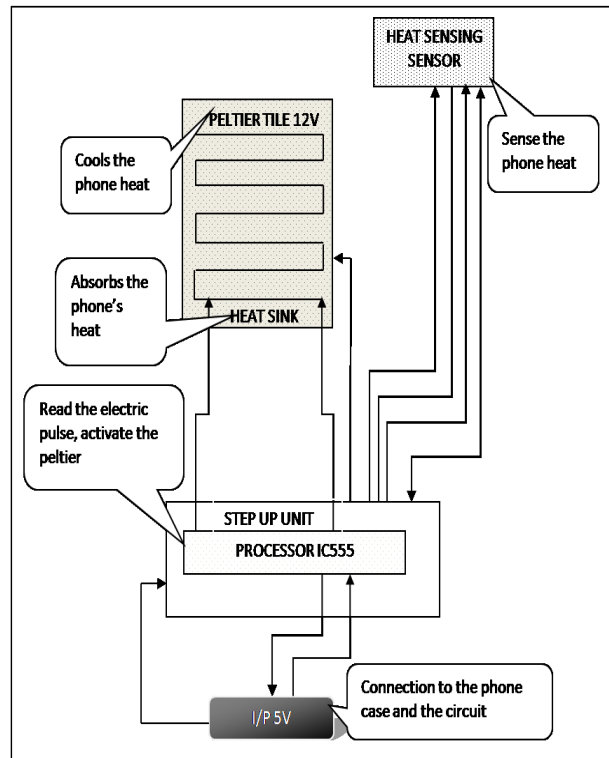 HEAT SENSING
SENSOR
PELTIER TILE 12V
Cools the
phone heat
Sense the
phone heat
Absorbs the
phone's
heat
HEAT SINK
Read the electric
pulse, activate the
peltier
STEP UP UNIT
PROCESSOR IC555
Connection to the phone
case and the circuit
I/P 5V